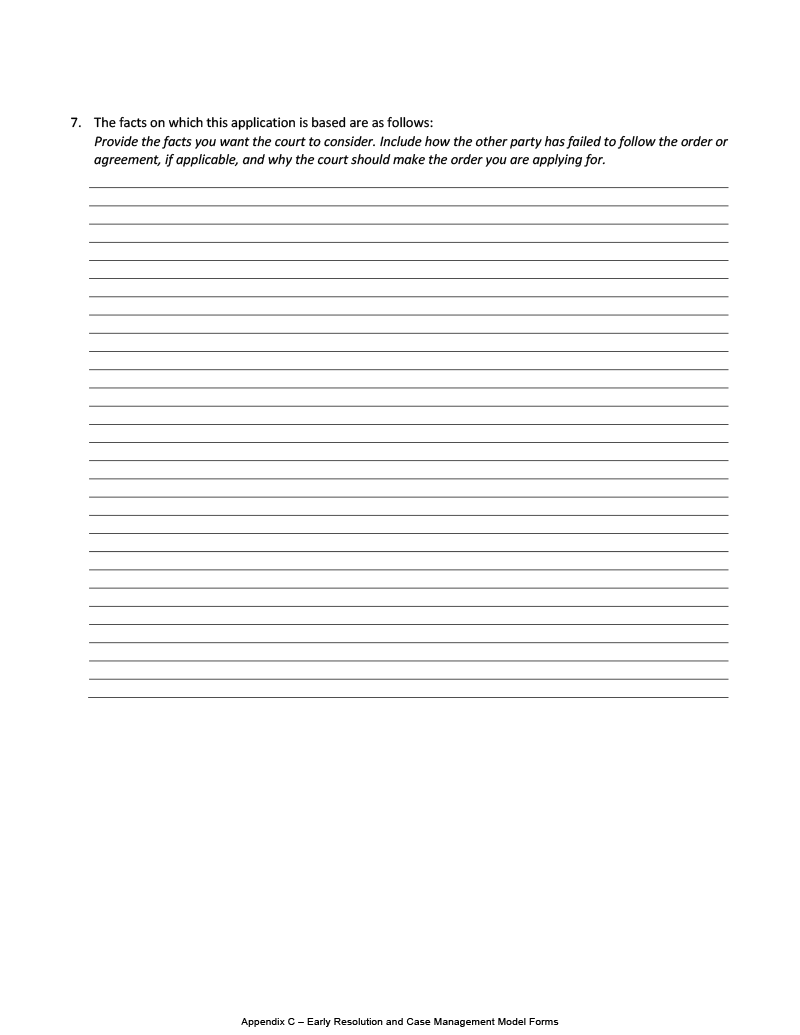 7. The facts on which this application is based are as follows:
Provide the facts you want the court to consider. Include how the other party has failed to follow the order or
agreement, if applicable, and why the court should make the order you are applying for.
Appendix C – Early Resolution and Case Management Model Forms